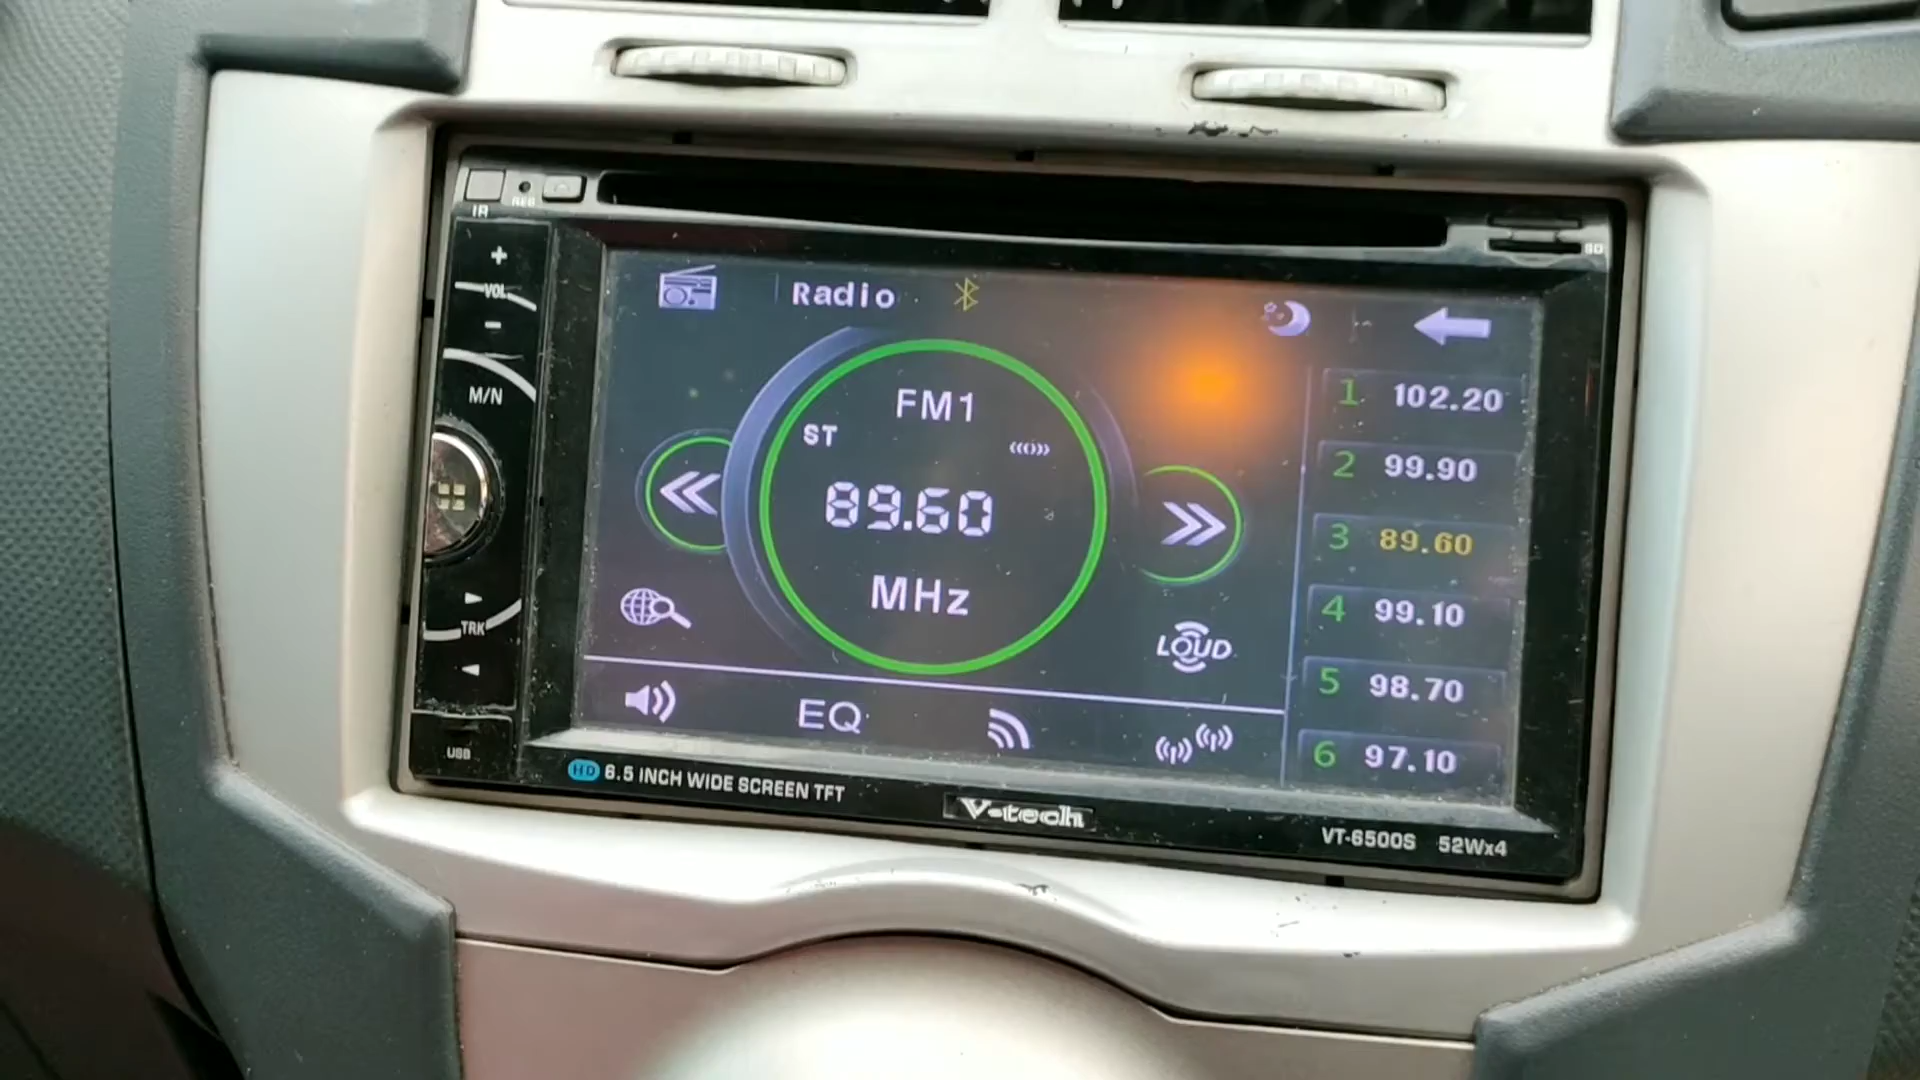 IR
RES
SD
+
VOL
-
M/N
TRK
USB
Radio
FM1
ST
89.60
MHz
LOUD
EQ
1 102.20
2 99.90
3 89.60
4 99.10
5 98.70
6 97.10
HD 6.5 INCH WIDE SCREEN TFT
V-tech
VT-6500S 52Wx4